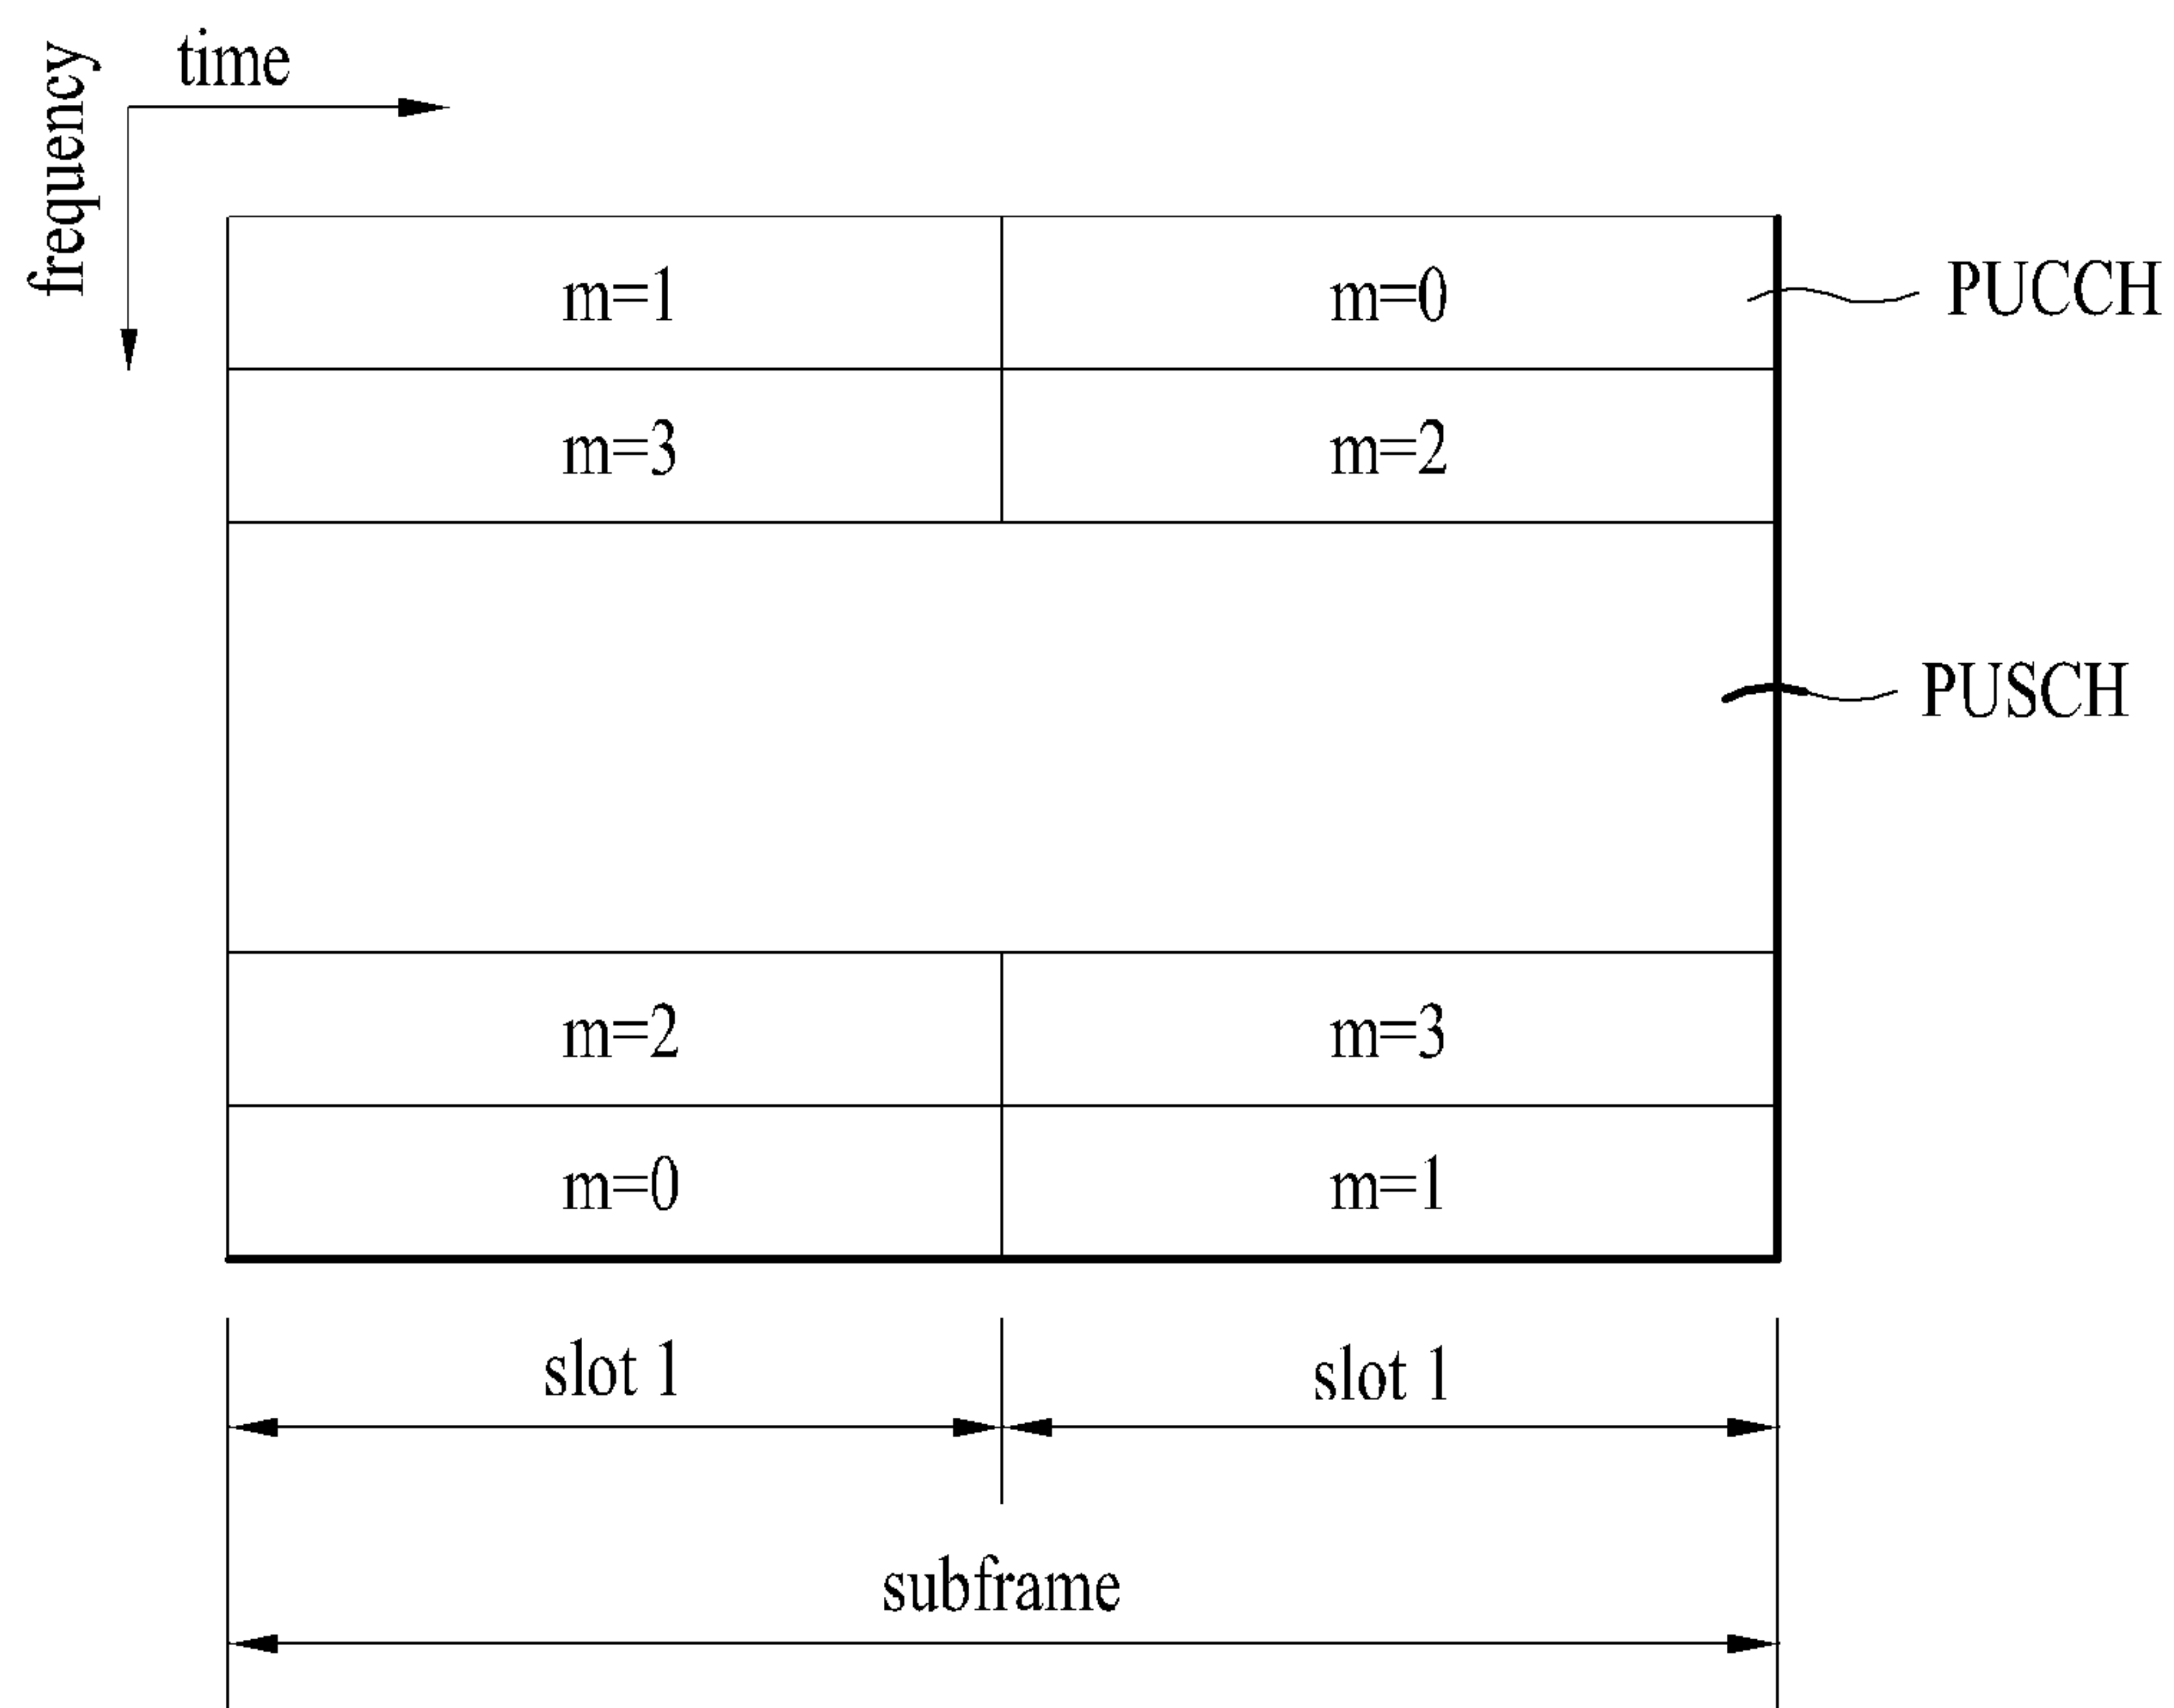 time
frequency
m=1 m=0 PUCCH
m=3 m=2
PUSCH
m=2 m=3
m=0 m=1
slot 1 slot 1
subframe